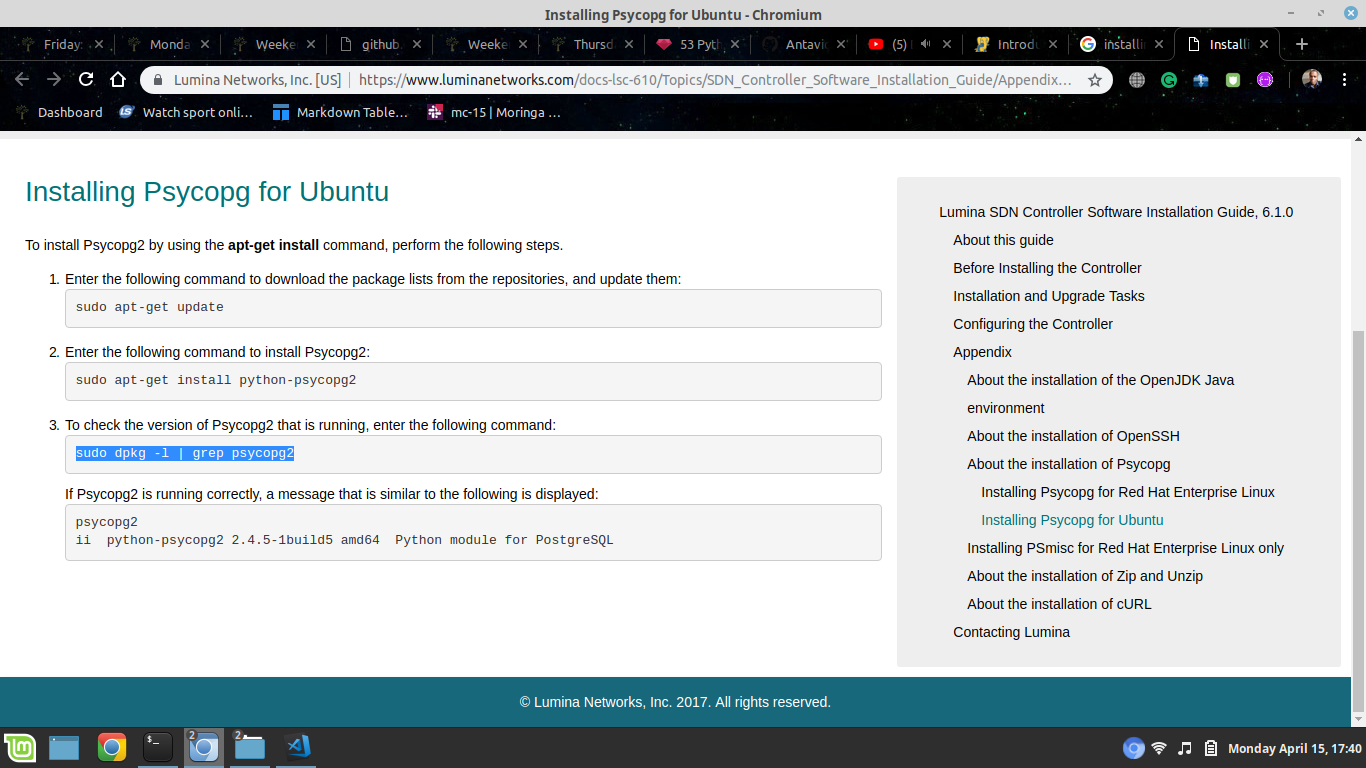 Installing Psycopg for Ubuntu - Chromium
Friday:
Monda
Weeke
github.
Weeke
Thursd
53 Pyt
Antavi
(5)
Introdu
installin
Installi
Lumina Networks, Inc. [US]
https://www.luminanetworks.com/docs-lsc-610/Topics/SDN_Controller_Software_Installation_Guide/Appendix…
Dashboard
Watch sport onli…
Markdown Table…
mc-15 | Moringa …
Installing Psycopg for Ubuntu
To install Psycopg2 by using the apt-get install command, perform the following steps.
1. Enter the following command to download the package lists from the repositories, and update them:
sudo apt-get update
2. Enter the following command to install Psycopg2:
sudo apt-get install python-psycopg2
3. To check the version of Psycopg2 that is running, enter the following command:
sudo dpkg -l | grep psycopg2
If Psycopg2 is running correctly, a message that is similar to the following is displayed:
psycopg2
ii  python-psycopg2 2.4.5-1build5 amd64  Python module for PostgreSQL
Lumina SDN Controller Software Installation Guide, 6.1.0
About this guide
Before Installing the Controller
Installation and Upgrade Tasks
Configuring the Controller
Appendix
About the installation of the OpenJDK Java
environment
About the installation of OpenSSH
About the installation of Psycopg
Installing Psycopg for Red Hat Enterprise Linux
Installing Psycopg for Ubuntu
Installing PSmisc for Red Hat Enterprise Linux only
About the installation of Zip and Unzip
About the installation of cURL
Contacting Lumina
© Lumina Networks, Inc. 2017. All rights reserved.
2
2
Monday April 15, 17:40